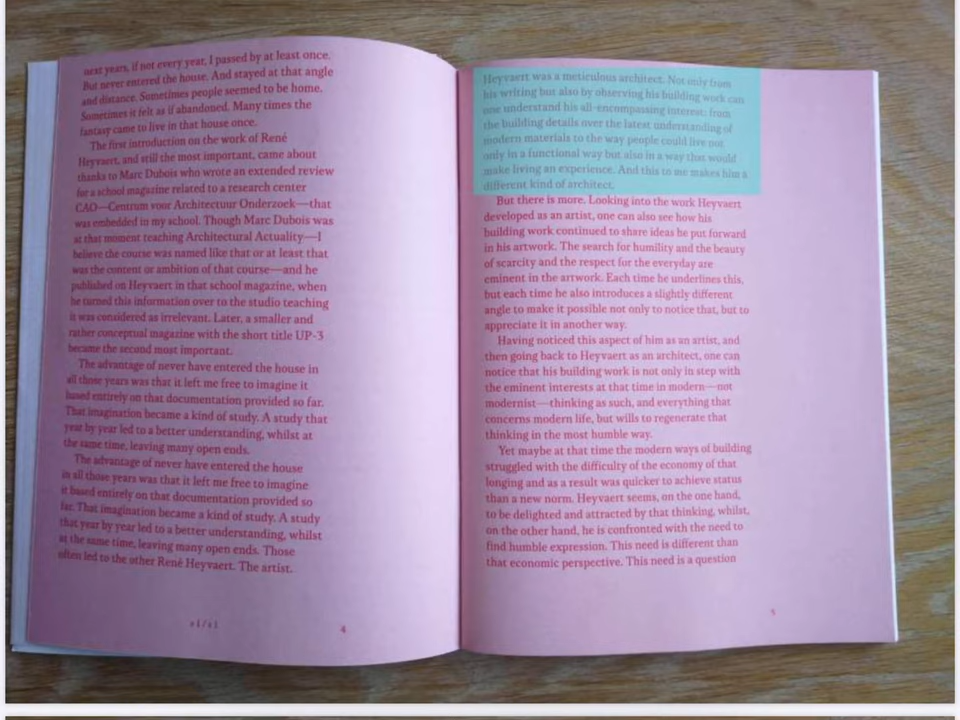 next years, if not every year, I passed by at least once.
But never entered the house. And stayed at that angle
and distance. Sometimes people seemed to be home.
Sometimes it felt as if abandoned. Many times the
fantasy came to live in that house once.
The first introduction on the work of René
Heyvaert, and still the most important, came about
thanks to Marc Dubois who wrote an extended review
for a school magazine related to a research center
CAO—Centrum voor Architectuur Onderzoek—that
was embedded in my school. Though Marc Dubois was
at that moment teaching Architectural Actuality—I
believe the course was named like that or at least that
was the content or ambition of that course—and he
published on Heyvaert in that school magazine, when
he turned this information over to the studio teaching
it was considered as irrelevant. Later, a smaller and
rather conceptual magazine with the short title UP-3
became the second most important.
The advantage of never have entered the house in
all those years was that it left me free to imagine it
based entirely on that documentation provided so far.
That imagination became a kind of study. A study that
year by year led to a better understanding, whilst at
the same time, leaving many open ends.
The advantage of never have entered the house
in all those years was that it left me free to imagine
it based entirely on that documentation provided so
far. That imagination became a kind of study. A study
that year by year led to a better understanding, whilst
at the same time, leaving many open ends. Those
often led to the other René Heyvaert. The artist.
4
Heyvaert was a meticulous architect. Not only from
his writing but also by observing his building work can
one understand his all-encompassing interest: from
the building details over the latest understanding of
modern materials to the way people could live not
only in a functional way but also in a way that would
make living an experience. And this to me makes him a
different kind of architect.
But there is more. Looking into the work Heyvaert
developed as an artist, one can also see how his
building work continued to share ideas he put forward
in his artwork. The search for humility and the beauty
of scarcity and the respect for the everyday are
eminent in the artwork. Each time he underlines this,
but each time he also introduces a slightly different
angle to make it possible not only to notice that, but to
appreciate it in another way.
Having noticed this aspect of him as an artist, and
then going back to Heyvaert as an architect, one can
notice that his building work is not only in step with
the eminent interests at that time in modern—not
modernist—thinking as such, and everything that
concerns modern life, but wills to regenerate that
thinking in the most humble way.
Yet maybe at that time the modern ways of building
struggled with the difficulty of the economy of that
longing and as a result was quicker to achieve status
than a new norm. Heyvaert seems, on the one hand,
to be delighted and attracted by that thinking, whilst,
on the other hand, he is confronted with the need to
find humble expression. This need is different than
that economic perspective. This need is a question